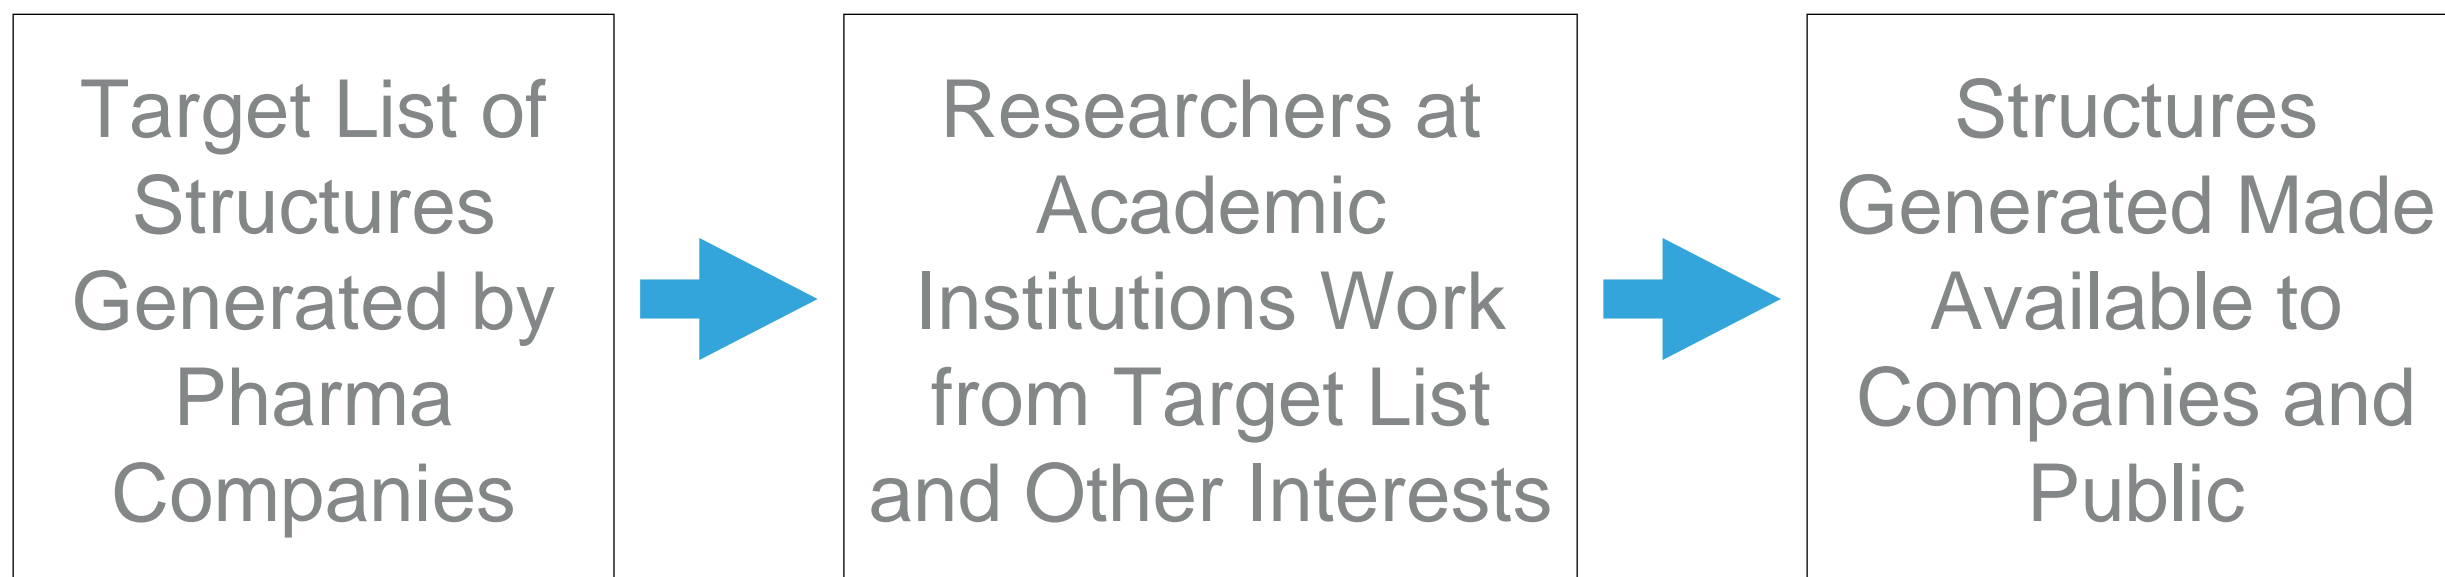 Target List of
Structures
Generated by
Pharma
Companies
Researchers at
Academic
Institutions Work
from Target List
and Other Interests
Structures
Generated Made
Available to
Companies and
Public